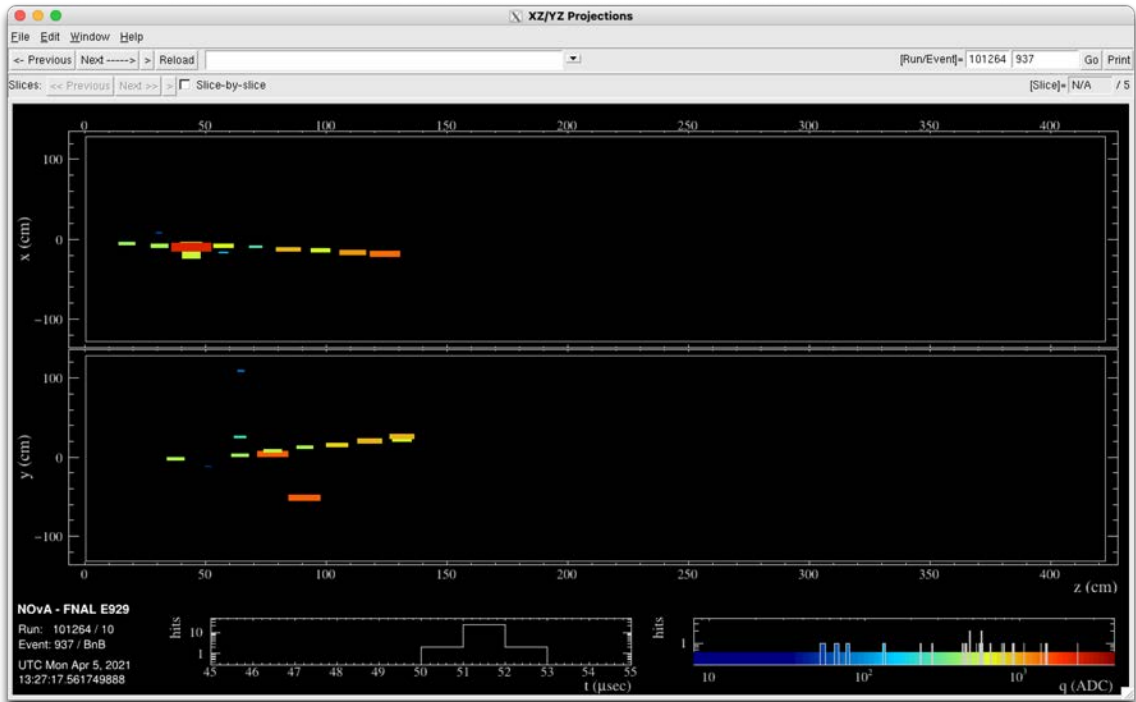 XZ/YZ Projections
File Edit Window Help
<- Previous Next -----> > Reload [Run/Event]= 101264 937 Go Print
Slices: << Previous Next >> > Slice-by-slice [Slice]= N/A / 5
0 50 100 150 200 250 300 350 400
100
0
−100
x (cm)
100
0
−100
y (cm)
0 50 100 150 200 250 300 350 400
z (cm)
NOvA - FNAL E929
Run: 101264 / 10
Event: 937 / BnB
UTC Mon Apr 5, 2021
13:27:17.561749888
hits
10
1
45 46 47 48 49 50 51 52 53 54 55
t (μsec)
hits
1
10 10² 10³
q (ADC)